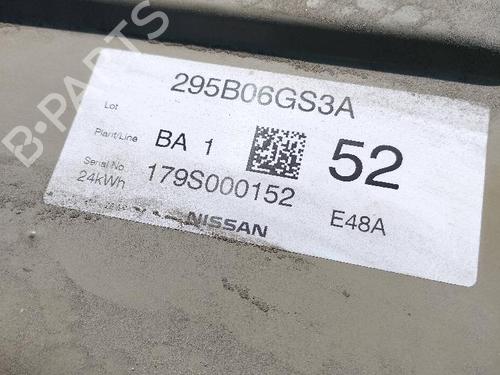 295B06GS3A
Lot
Plant/Line BA 1 52
Serial No 179S000152
24kWh
NISSAN E48A
B-PARTS